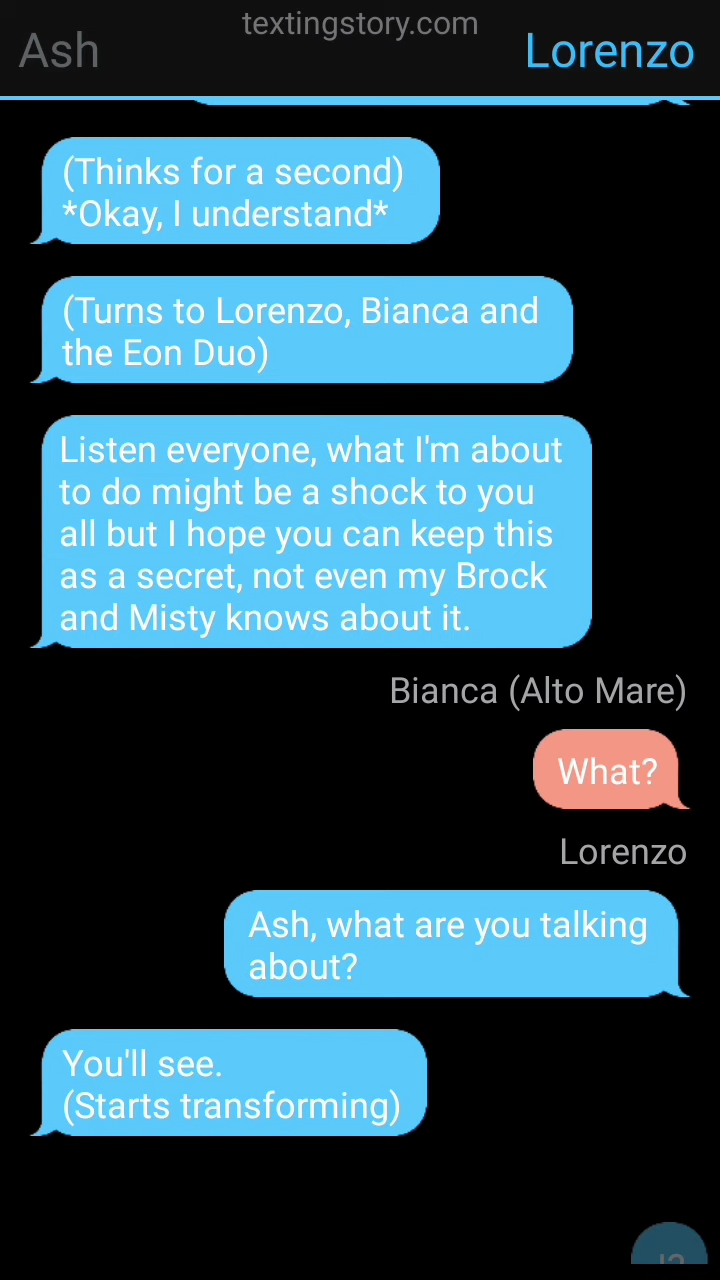 textingstory.com
Ash
Lorenzo
(Thinks for a second)
*Okay, I understand*
(Turns to Lorenzo, Bianca and
the Eon Duo)
Listen everyone, what I'm about
to do might be a shock to you
all but I hope you can keep this
as a secret, not even my Brock
and Misty knows about it.
Bianca (Alto Mare)
What?
Lorenzo
Ash, what are you talking
about?
You'll see.
(Starts transforming)